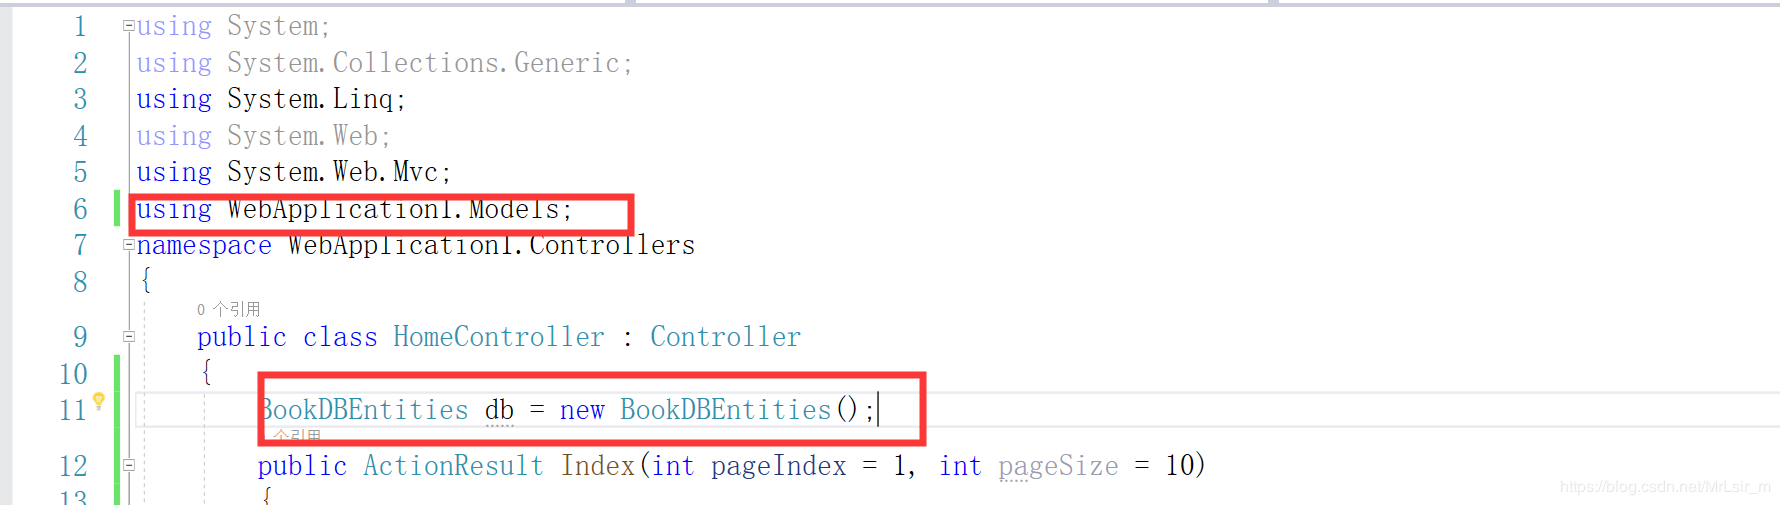 1 using System;
2 using System.Collections.Generic;
3 using System.Linq;
4 using System.Web;
5 using System.Web.Mvc;
6 using WebApplication1.Models;
7 namespace WebApplication1.Controllers
8 {
0 个引用
9 public class HomeController : Controller
10 {
11 BookDBEntities db = new BookDBEntities();
个引用
12 public ActionResult Index(int pageIndex = 1, int pageSize = 10)
13 {
https://blog.csdn.net/MrLsir_m